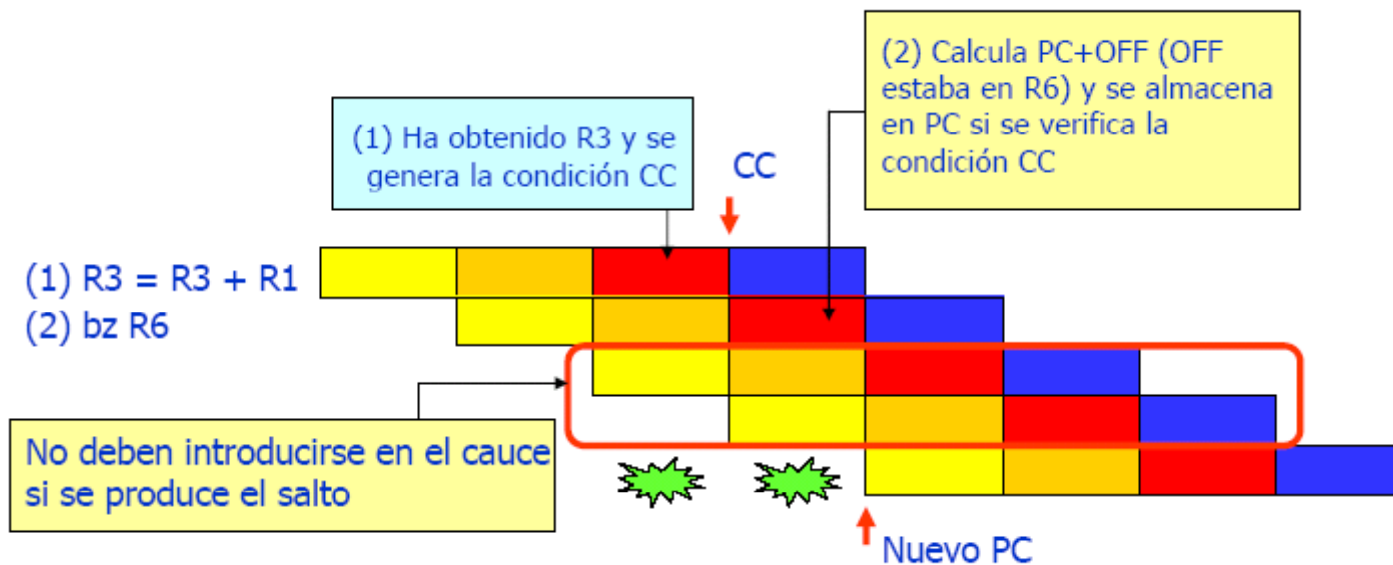 (2) Calcula PC+OFF (OFF
estaba en R6) y se almacena
en PC si se verifica la
condición CC
(1) Ha obtenido R3 y se
genera la condición CC
CC
(1) R3 = R3 + R1
(2) bz R6
No deben introducirse en el cauce
si se produce el salto
Nuevo PC